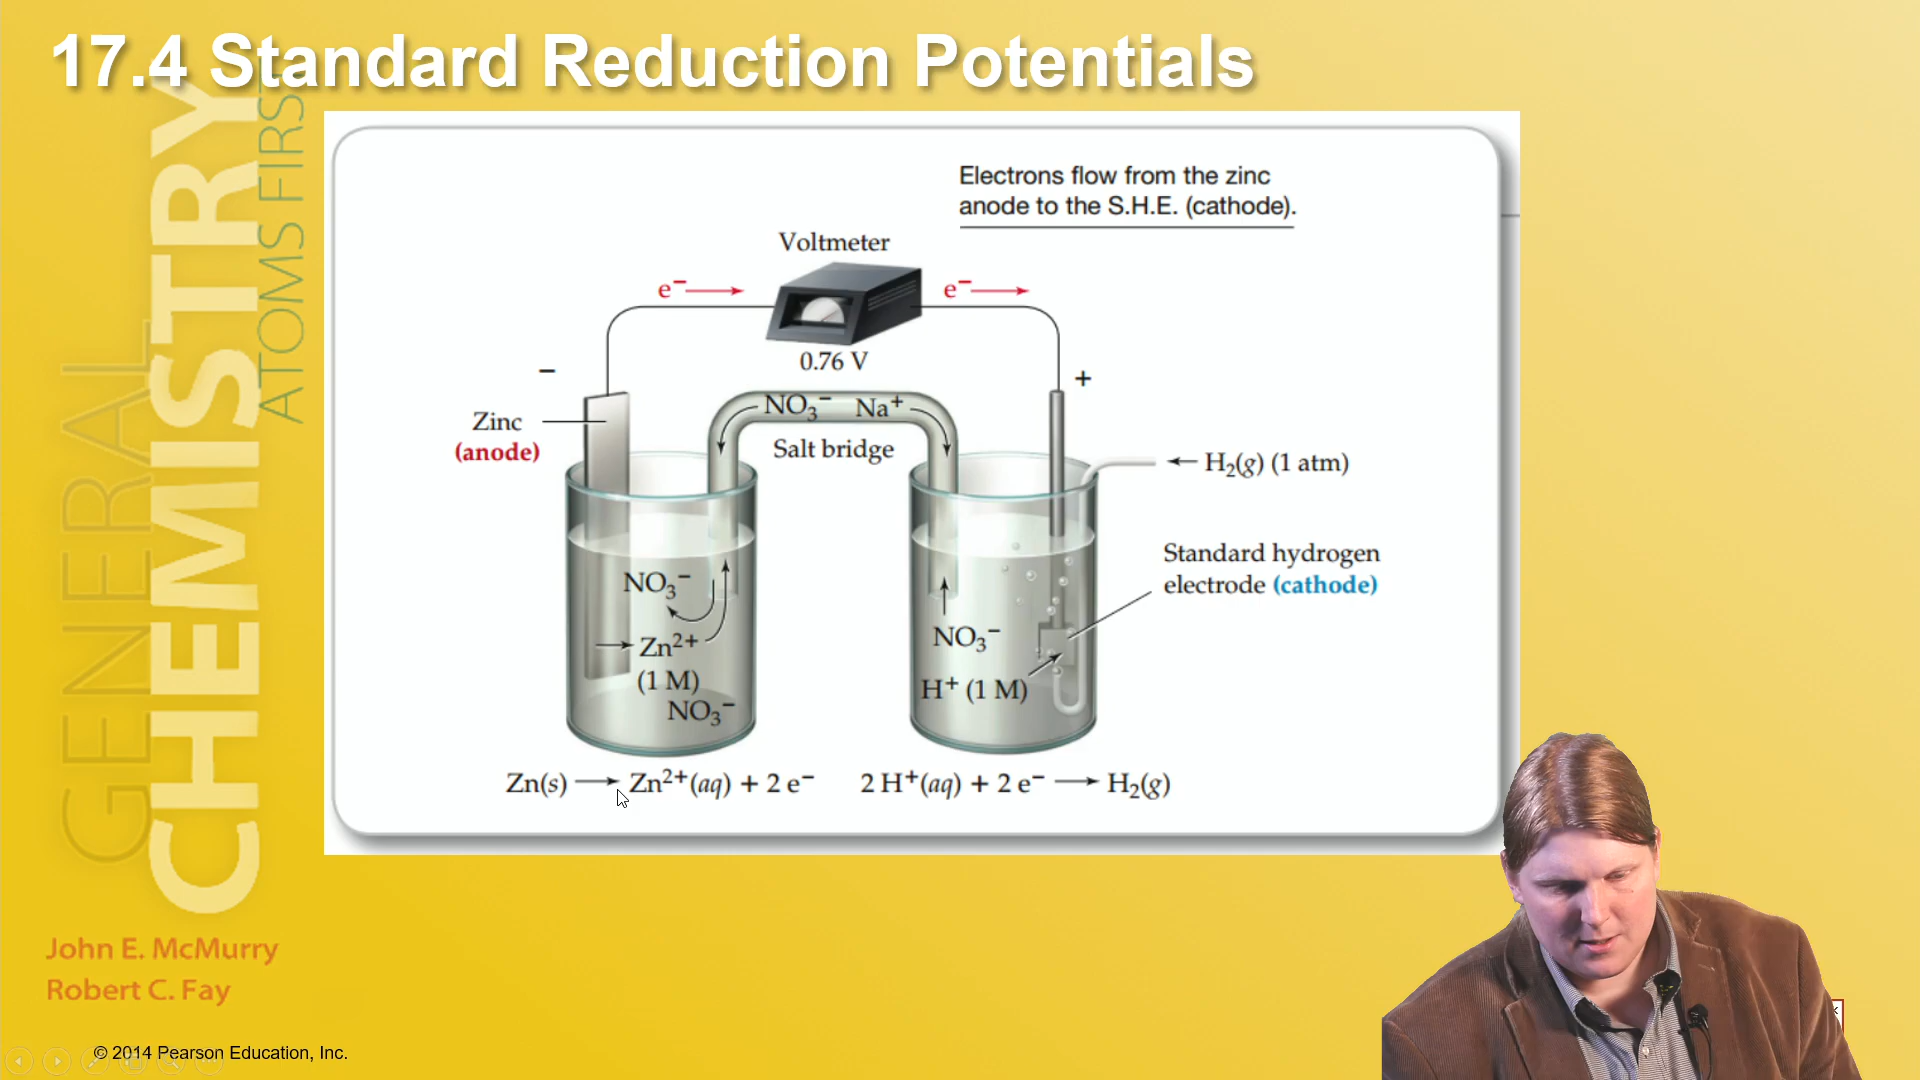 17.4 Standard Reduction Potentials
GENERAL
CHEMISTRY
ATOMS FIRST
Electrons flow from the zinc
anode to the S.H.E. (cathode).
Voltmeter
e⁻
e⁻
0.76 V
−
+
Zinc
(anode)
NO₃⁻ Na⁺
Salt bridge
H₂(g) (1 atm)
Standard hydrogen
electrode (cathode)
NO₃⁻
Zn²⁺
(1 M)
NO₃⁻
NO₃⁻
H⁺ (1 M)
Zn(s) → Zn²⁺(aq) + 2 e⁻
2 H⁺(aq) + 2 e⁻ → H₂(g)
John E. McMurry
Robert C. Fay
© 2014 Pearson Education, Inc.